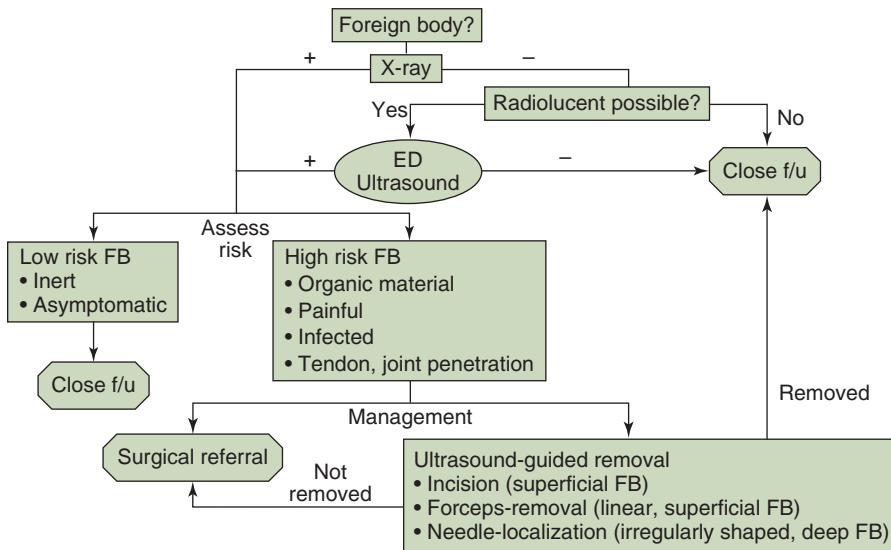 Foreign body?
+
X-ray
−
Radiolucent possible?
Yes
No
+
ED
Ultrasound
−
Close f/u
Assess
risk
Low risk FB
• Inert
• Asymptomatic
High risk FB
• Organic material
• Painful
• Infected
• Tendon, joint penetration
Close f/u
Removed
Management
Surgical referral
Not
removed
Ultrasound-guided removal
• Incision (superficial FB)
• Forceps-removal (linear, superficial FB)
• Needle-localization (irregularly shaped, deep FB)